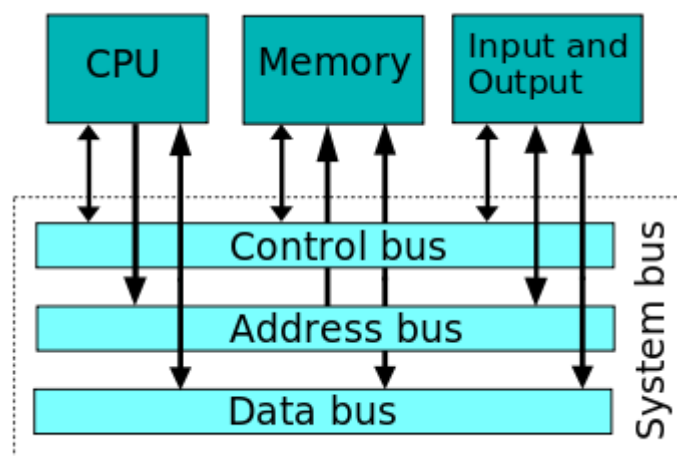 CPU
Memory
Input and
Output
Control bus
Address bus
Data bus
System bus